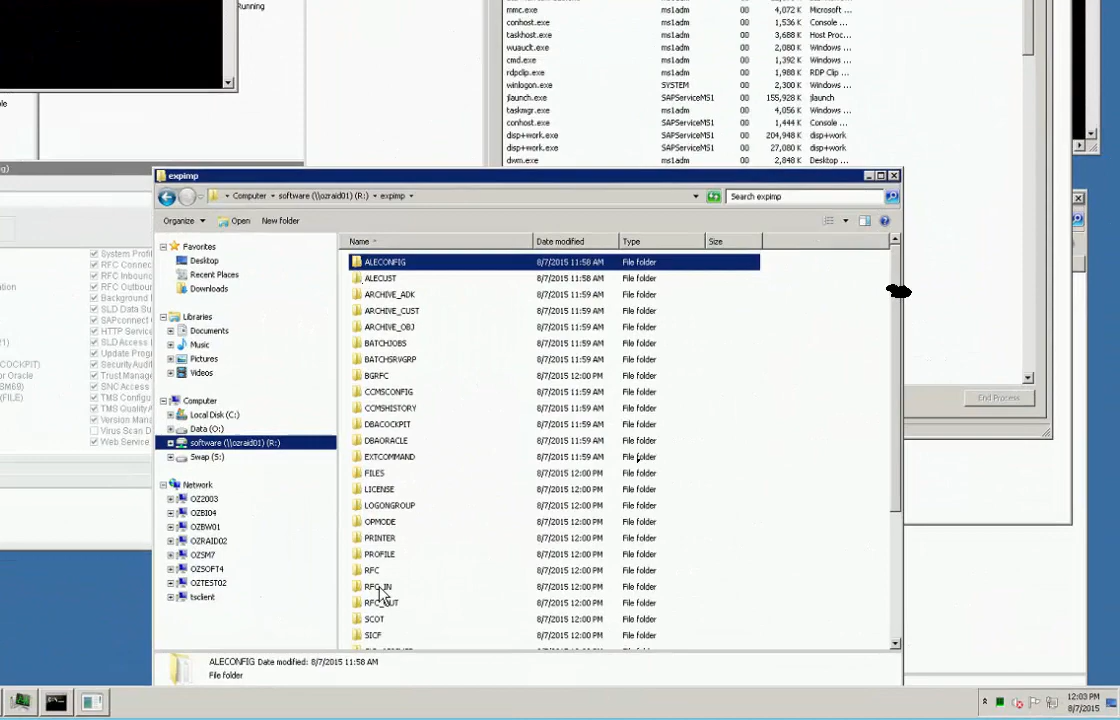 Running
mmc.exe ms1adm 00 4,072 K Microsoft ...
conhost.exe ms1adm 00 1,536 K Console ...
taskhost.exe ms1adm 00 3,688 K Host Proc...
wuauclt.exe ms1adm 00 2,080 K Windows ...
cmd.exe ms1adm 00 1,392 K Windows ...
rdpclip.exe ms1adm 00 1,988 K RDP Clip ...
winlogon.exe SYSTEM 00 2,300 K Windows ...
jlaunch.exe SAPServiceMS1 00 155,928 K jlaunch
taskmgr.exe ms1adm 00 4,056 K Windows ...
conhost.exe SAPServiceMS1 00 1,444 K Console ...
disp+work.exe SAPServiceMS1 00 204,948 K disp+work
disp+work.exe SAPServiceMS1 00 27,080 K disp+work
dwm.exe ms1adm 00 2,848 K Desktop ...
End Process
System Profil
RFC Connec
RFC Inbound
RFC Outbou
Background
SLD Data Su
SAPconnect
HTTP Service
SLD Access
Update Prog
COCKPIT) Security Audit
or Oracle Trust Manage
SM69) SNC Access
(FILE) TMS Configu
TMS Quality
Version Mana
Virus Scan D
Web Service
expimp
Computer software (\\ozraid01) (R:) expimp
Search expimp
Organize Open New folder
Name Date modified Type Size
Favorites
Desktop
Recent Places
Downloads
Libraries
Documents
Music
Pictures
Videos
Computer
Local Disk (C:)
Data (O:)
software (\\ozraid01) (R:)
Swap (S:)
Network
OZ2003
OZBI04
OZBW01
OZRAID02
OZSM7
OZSOFT4
OZTEST02
tsclient
ALECONFIG 8/7/2015 11:58 AM File folder
ALECUST 8/7/2015 11:58 AM File folder
ARCHIVE_ADK 8/7/2015 11:59 AM File folder
ARCHIVE_CUST 8/7/2015 11:59 AM File folder
ARCHIVE_OBJ 8/7/2015 11:59 AM File folder
BATCHJOBS 8/7/2015 11:59 AM File folder
BATCHSRVGRP 8/7/2015 11:59 AM File folder
BGRFC 8/7/2015 12:00 PM File folder
CCMSCONFIG 8/7/2015 11:59 AM File folder
CCMSHISTORY 8/7/2015 11:59 AM File folder
DBACOCKPIT 8/7/2015 11:59 AM File folder
DBAORACLE 8/7/2015 11:59 AM File folder
EXTCOMMAND 8/7/2015 11:59 AM File folder
FILES 8/7/2015 12:00 PM File folder
LICENSE 8/7/2015 12:00 PM File folder
LOGONGROUP 8/7/2015 12:00 PM File folder
OPMODE 8/7/2015 12:00 PM File folder
PRINTER 8/7/2015 12:00 PM File folder
PROFILE 8/7/2015 12:00 PM File folder
RFC 8/7/2015 12:00 PM File folder
RFC_IN 8/7/2015 12:00 PM File folder
RFC_OUT 8/7/2015 12:00 PM File folder
SCOT 8/7/2015 12:00 PM File folder
SICF 8/7/2015 12:00 PM File folder
ALECONFIG Date modified: 8/7/2015 11:58 AM
File folder
12:03 PM
8/7/2015